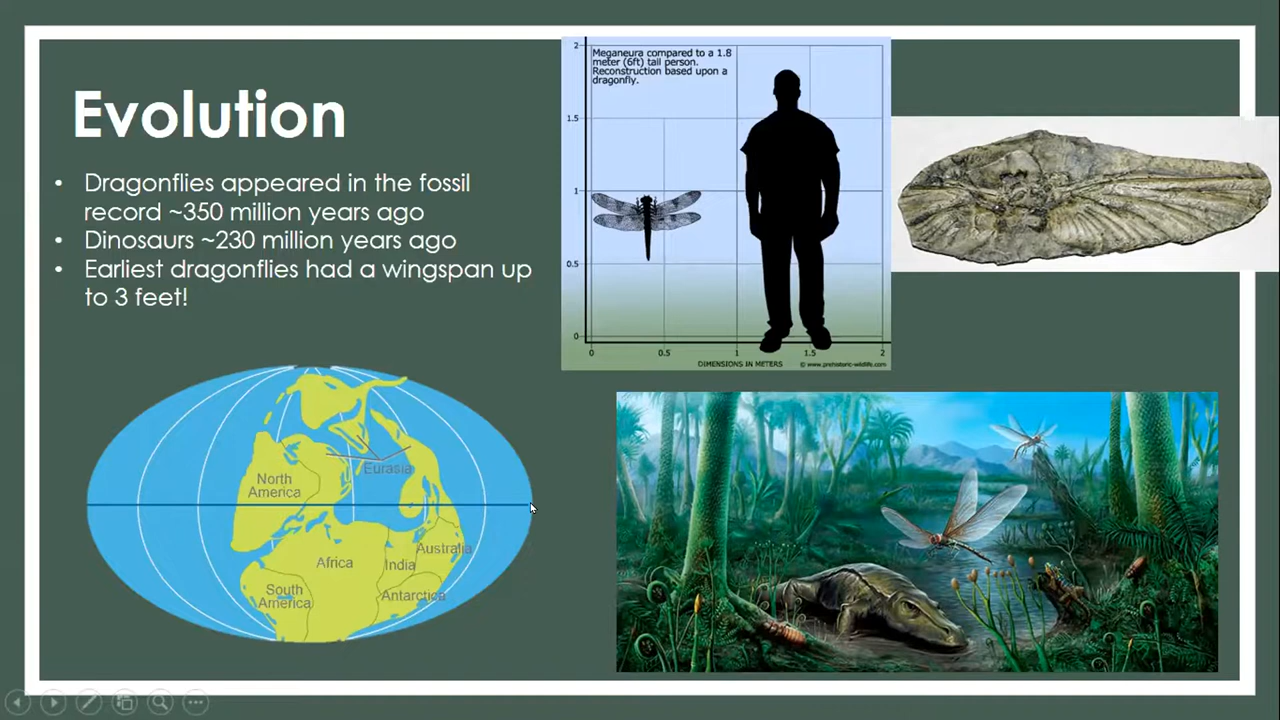 Evolution
• Dragonflies appeared in the fossil
record ~350 million years ago
• Dinosaurs ~230 million years ago
• Earliest dragonflies had a wingspan up
to 3 feet!
Meganeura compared to a 1.8
meter (6ft) tall person.
Reconstruction based upon a
dragonfly.
2
1.5
1
0.5
0
0 0.5 1 1.5 2
DIMENSIONS IN METERS © www.prehistoric-wildlife.com
Eurasia
North
America
Africa
India
Australia
South
America
Antarctica